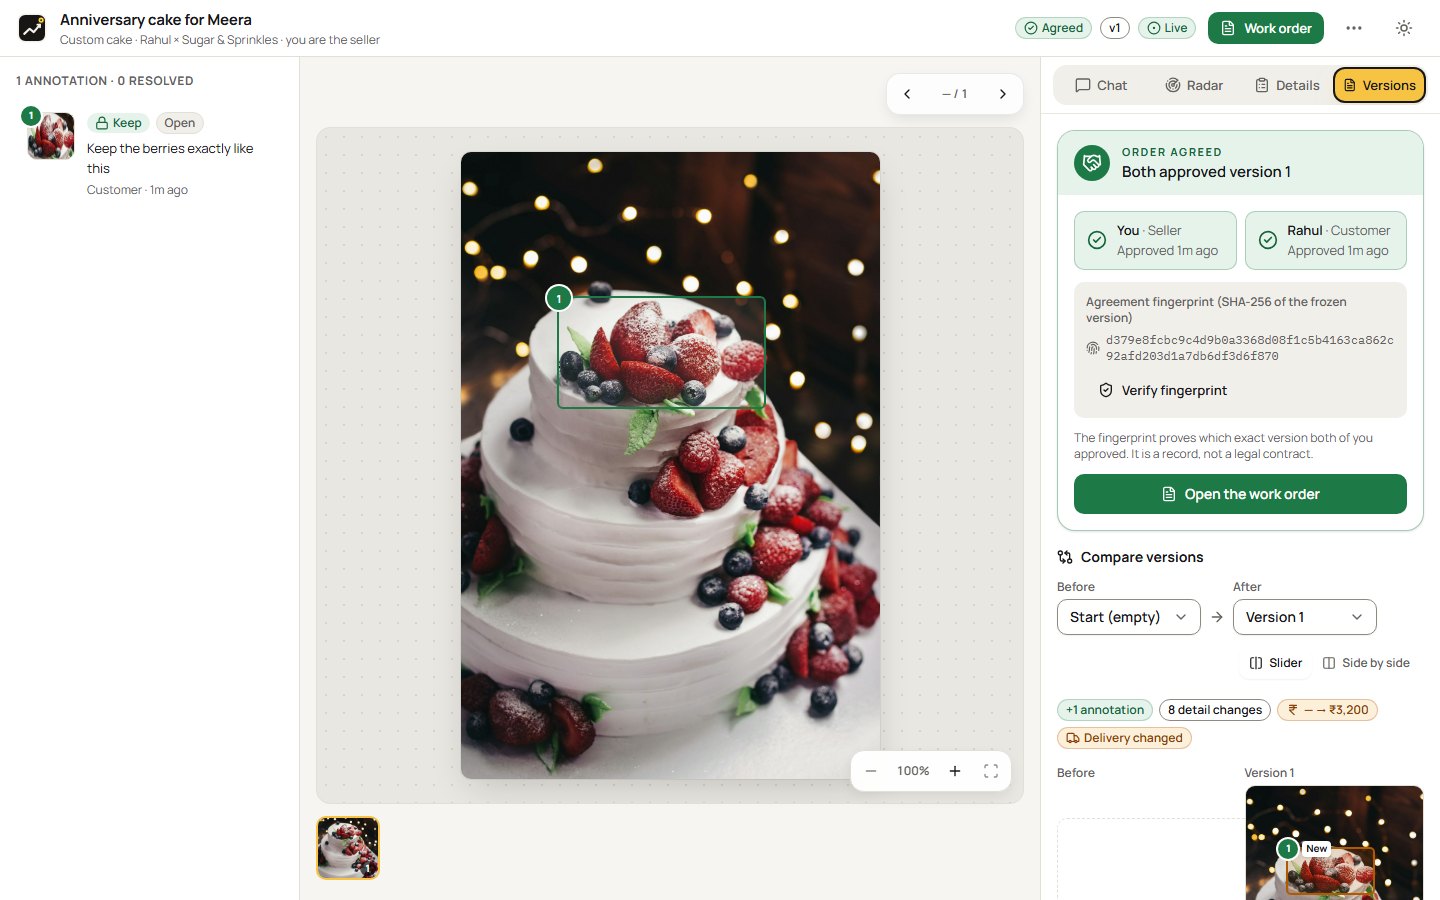 Anniversary cake for Meera
Custom cake · Rahul × Sugar & Sprinkles · you are the seller
Agreed
v1
Live
Work order
1 ANNOTATION · 0 RESOLVED
1
Keep
Open
Keep the berries exactly like
this
Customer · 1m ago
– / 1
1
100%
1
Chat
Radar
Details
Versions
ORDER AGREED
Both approved version 1
You · Seller
Approved 1m ago
Rahul · Customer
Approved 1m ago
Agreement fingerprint (SHA-256 of the frozen
version)
d379e8fcbc9c4d9b0a3368d08f1c5b4163ca862c
92afd203d1a7db6df3d6f870
Verify fingerprint
The fingerprint proves which exact version both of you
approved. It is a record, not a legal contract.
Open the work order
Compare versions
Before
After
Start (empty)
→
Version 1
Slider
Side by side
+1 annotation
8 detail changes
₹ – → ₹3,200
Delivery changed
Before
Version 1
1
New